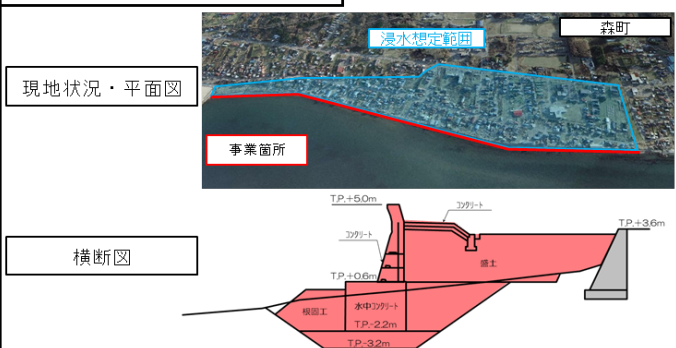 森町
浸水想定範囲
現地状況・平面図
事業箇所
T.P.+5.0m
コンクリート
T.P.+3.6m
コンクリート
横断図
盛土
T.P.+0.6m
根固工
水中コンクリート
T.P.-2.2m
T.P.-3.2m